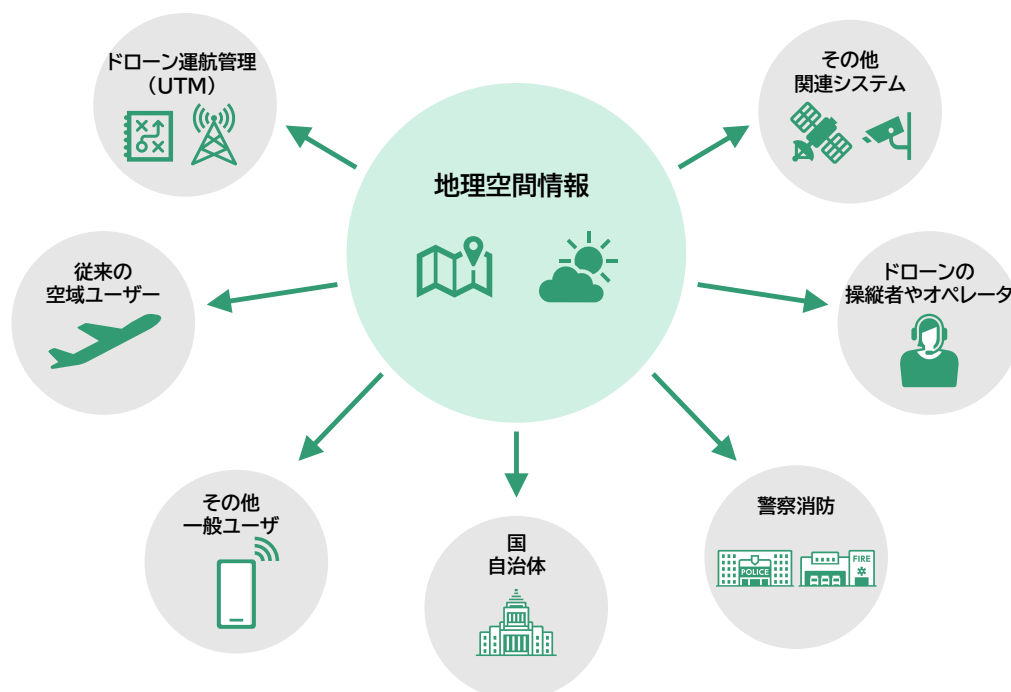 ドローン運航管理
（UTM）
その他
関連システム
地理空間情報
従来の
空域ユーザー
ドローンの
操縦者やオペレータ
その他
一般ユーザ
国
自治体
警察消防
POLICE
FIRE